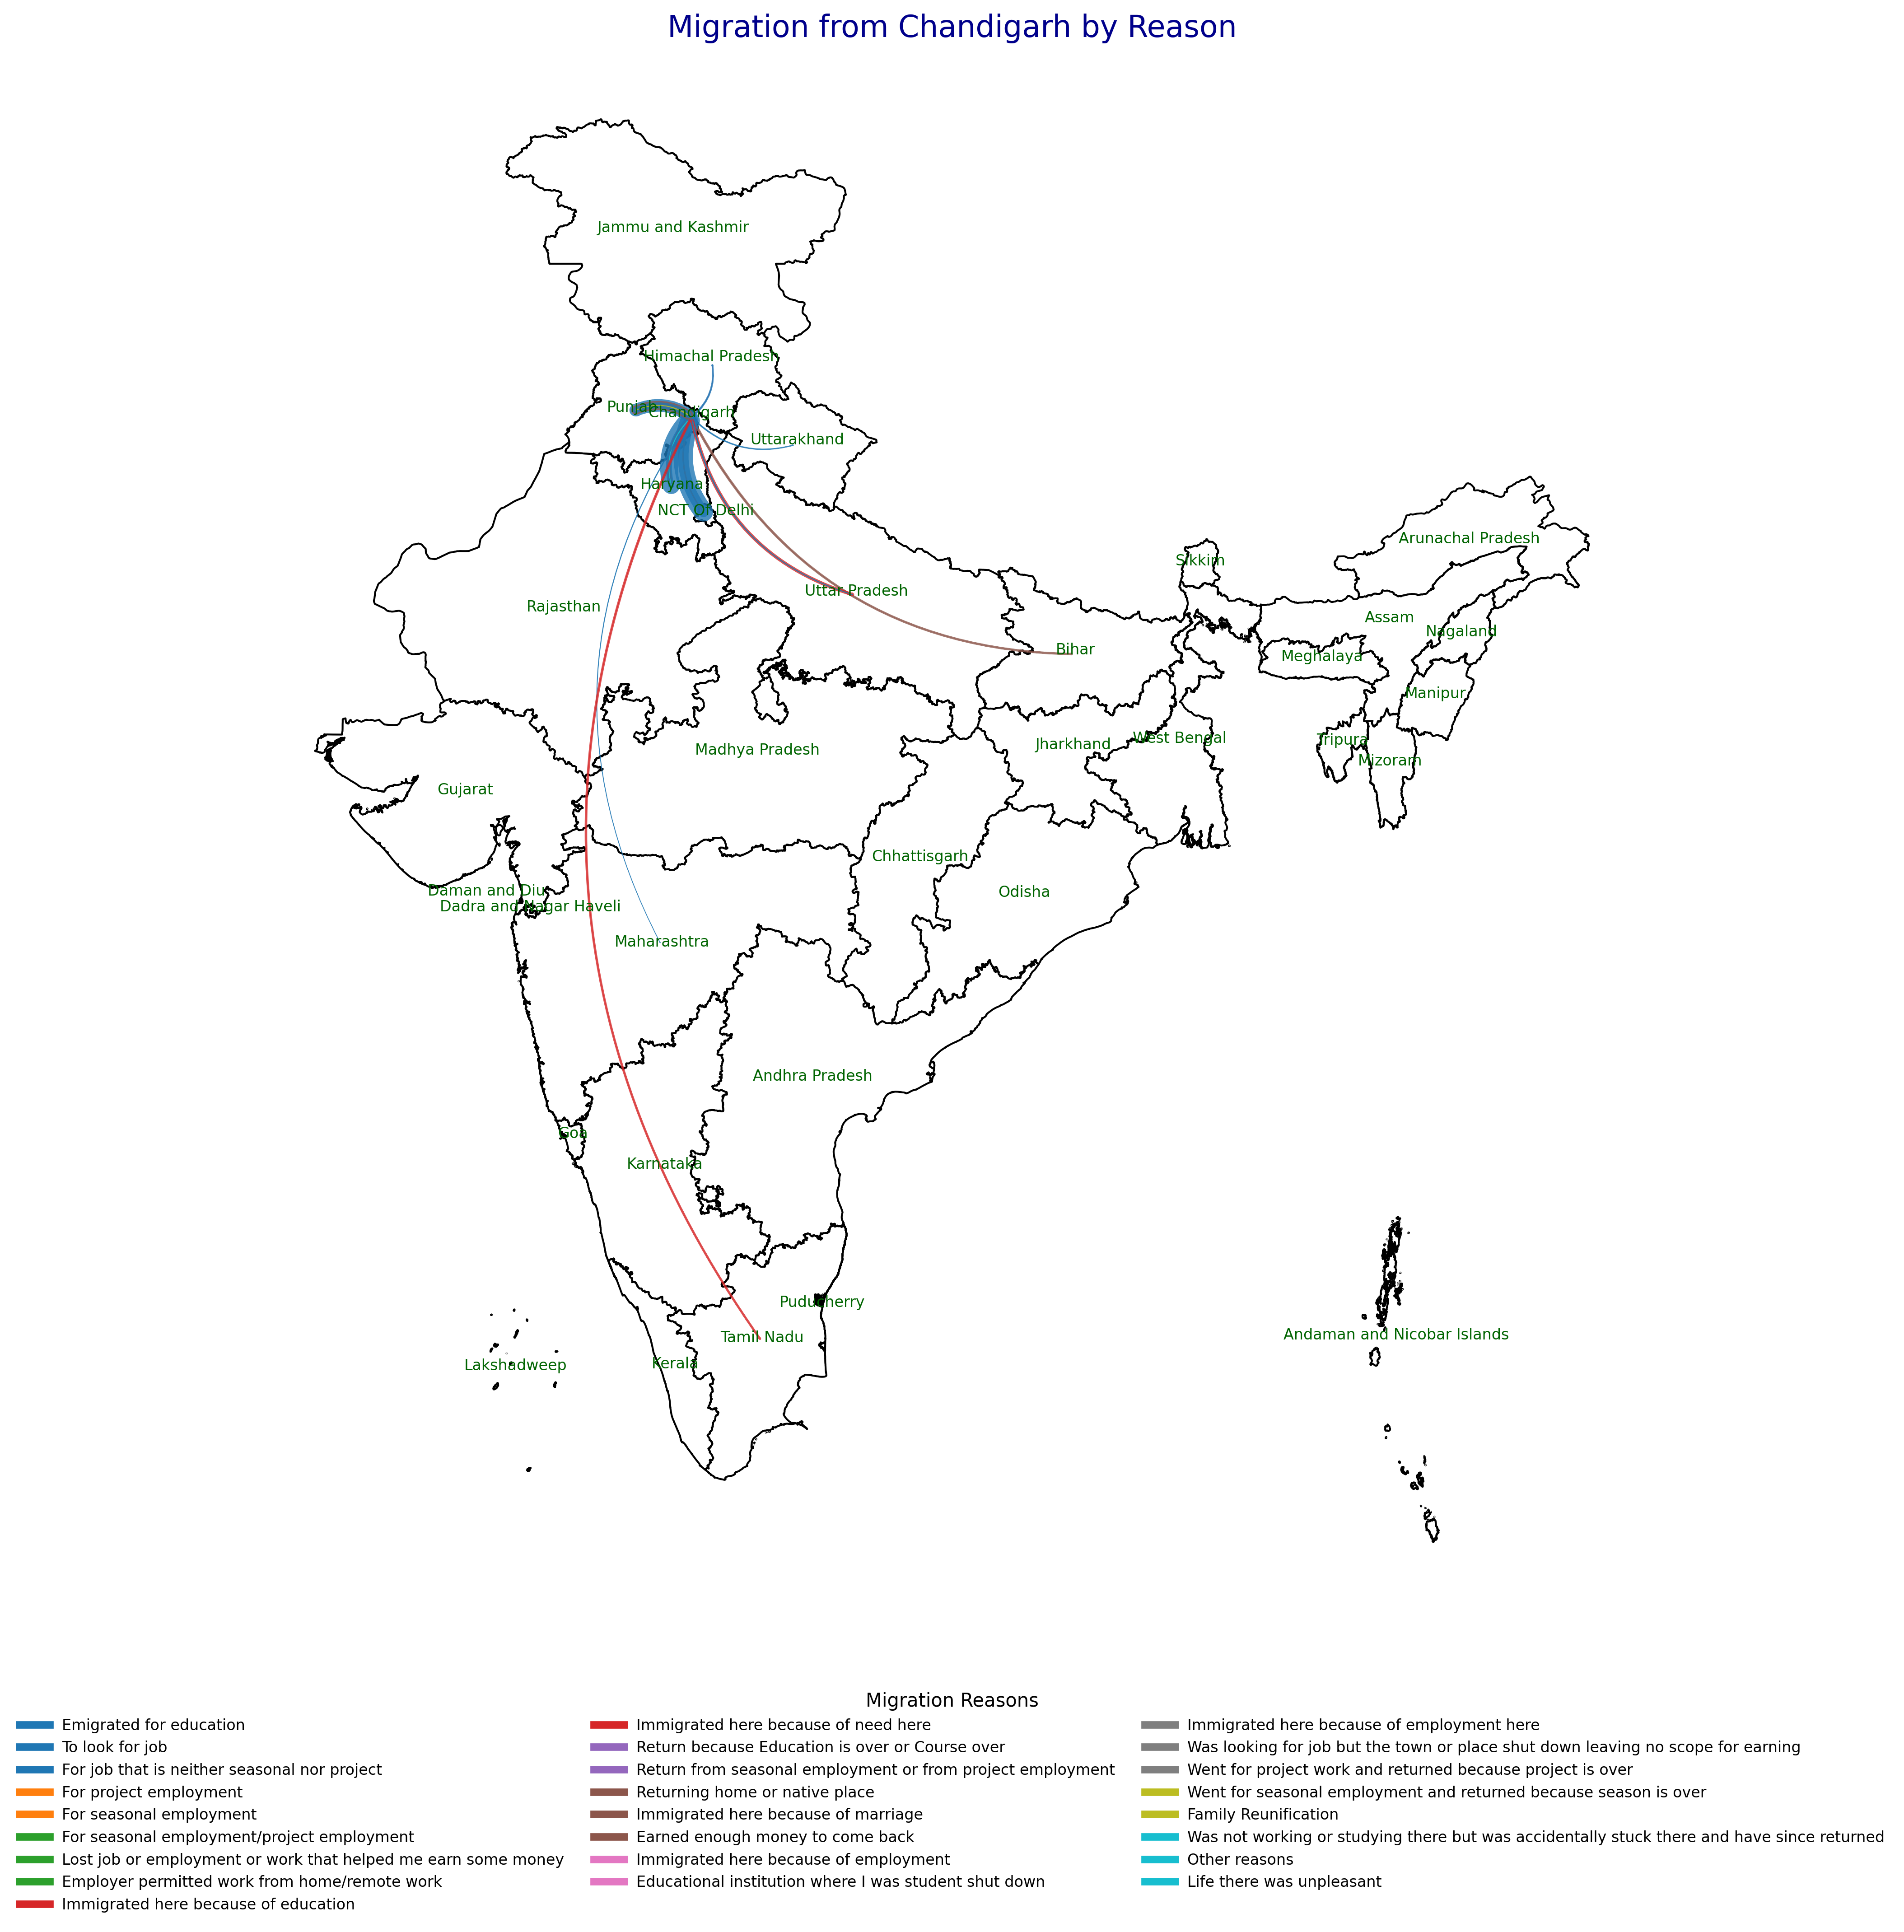 Migration from Chandigarh by Reason
Jammu and Kashmir
Himachal Pradesh
Punjab
Chandigarh
Uttarakhand
Haryana
NCT Of Delhi
Arunachal Pradesh
Sikkim
Uttar Pradesh
Rajasthan
Assam
Nagaland
Bihar
Meghalaya
Manipur
West Bengal
Tripura
Jharkhand
Madhya Pradesh
Mizoram
Gujarat
Chhattisgarh
Daman and Diu
Odisha
Dadra and Nagar Haveli
Maharashtra
Andhra Pradesh
Goa
Karnataka
Puducherry
Andaman and Nicobar Islands
Tamil Nadu
Kerala
Lakshadweep
Migration Reasons
Emigrated for education
To look for job
For job that is neither seasonal nor project
For project employment
For seasonal employment
For seasonal employment/project employment
Lost job or employment or work that helped me earn some money
Employer permitted work from home/remote work
Immigrated here because of education
Immigrated here because of need here
Return because Education is over or Course over
Return from seasonal employment or from project employment
Returning home or native place
Immigrated here because of marriage
Earned enough money to come back
Immigrated here because of employment
Educational institution where I was student shut down
Immigrated here because of employment here
Was looking for job but the town or place shut down leaving no scope for earning
Went for project work and returned because project is over
Went for seasonal employment and returned because season is over
Family Reunification
Was not working or studying there but was accidentally stuck there and have since returned
Other reasons
Life there was unpleasant